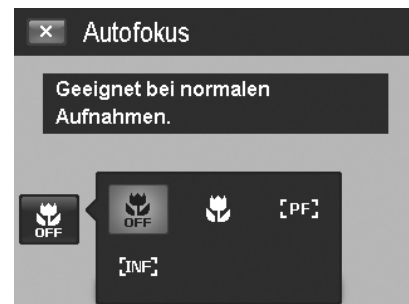 Autofokus
Geeignet bei normalen
Aufnahmen.
OFF OFF [PF]
[INF]